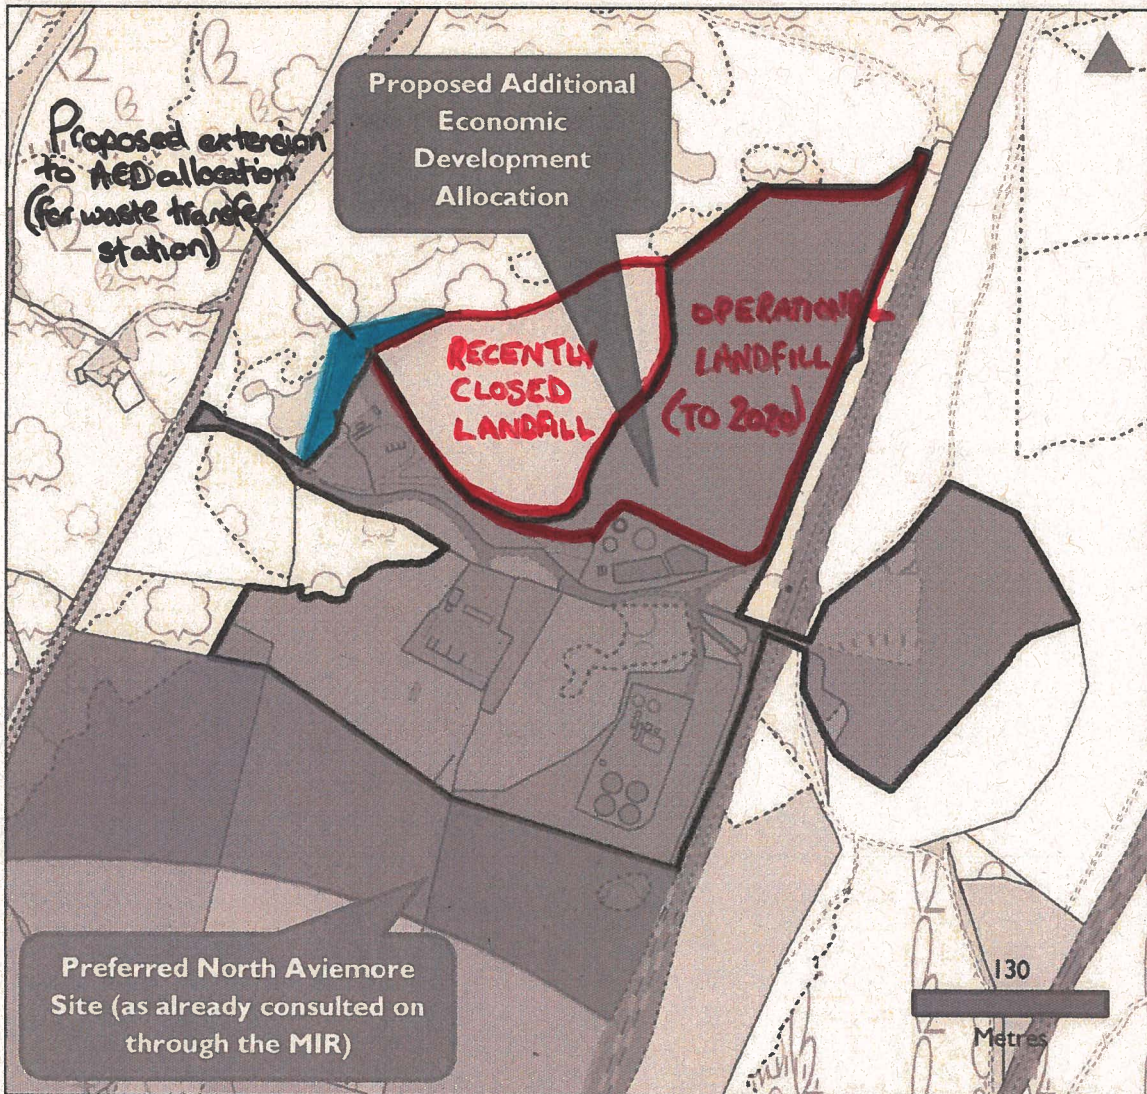 Proposed extension
to AED allocation
(for waste transfer
station)
Proposed Additional
Economic
Development
Allocation
RECENTLY
CLOSED
LANDFILL
OPERATIONAL
LANDFILL
(TO 2020)
Preferred North Aviemore
Site (as already consulted on
through the MIR)
130
Metres